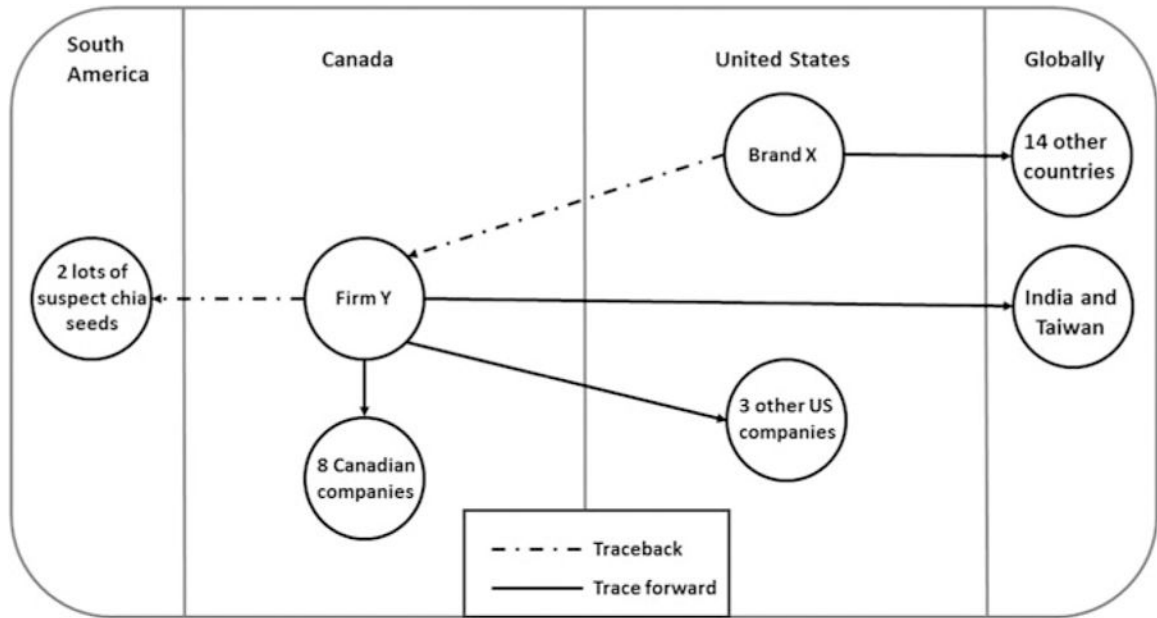 South
America
Canada
United States
Globally
Brand X
14 other
countries
2 lots of
suspect chia
seeds
Firm Y
India and
Taiwan
3 other US
companies
8 Canadian
companies
Traceback
Trace forward